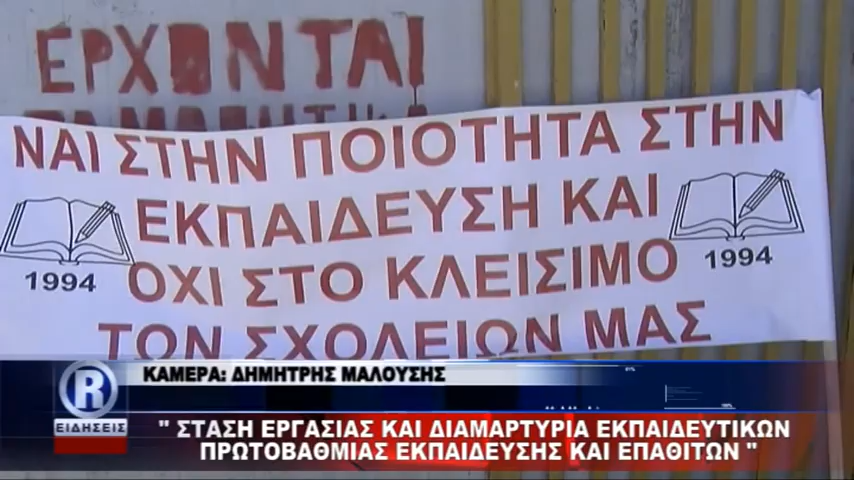 ΕΡΧΟΝΤΑΙ
ΝΑΙ ΣΤΗΝ ΠΟΙΟΤΗΤΑ ΣΤΗΝ
ΕΚΠΑΙΔΕΥΣΗ ΚΑΙ
ΟΧΙ ΣΤΟ ΚΛΕΙΣΙΜΟ
ΤΩΝ ΣΧΟΛΕΙΩΝ ΜΑΣ
1994
1994
R
ΕΙΔΗΣΕΙΣ
ΚΑΜΕΡΑ: ΔΗΜΗΤΡΗΣ ΜΑΛΟΥΣΗΣ
" ΣΤΑΣΗ ΕΡΓΑΣΙΑΣ ΚΑΙ ΔΙΑΜΑΡΤΥΡΙΑ ΕΚΠΑΙΔΕΥΤΙΚΩΝ
ΠΡΩΤΟΒΑΘΜΙΑΣ ΕΚΠΑΙΔΕΥΣΗΣ ΚΑΙ ΕΠΑΘΙΤΩΝ "